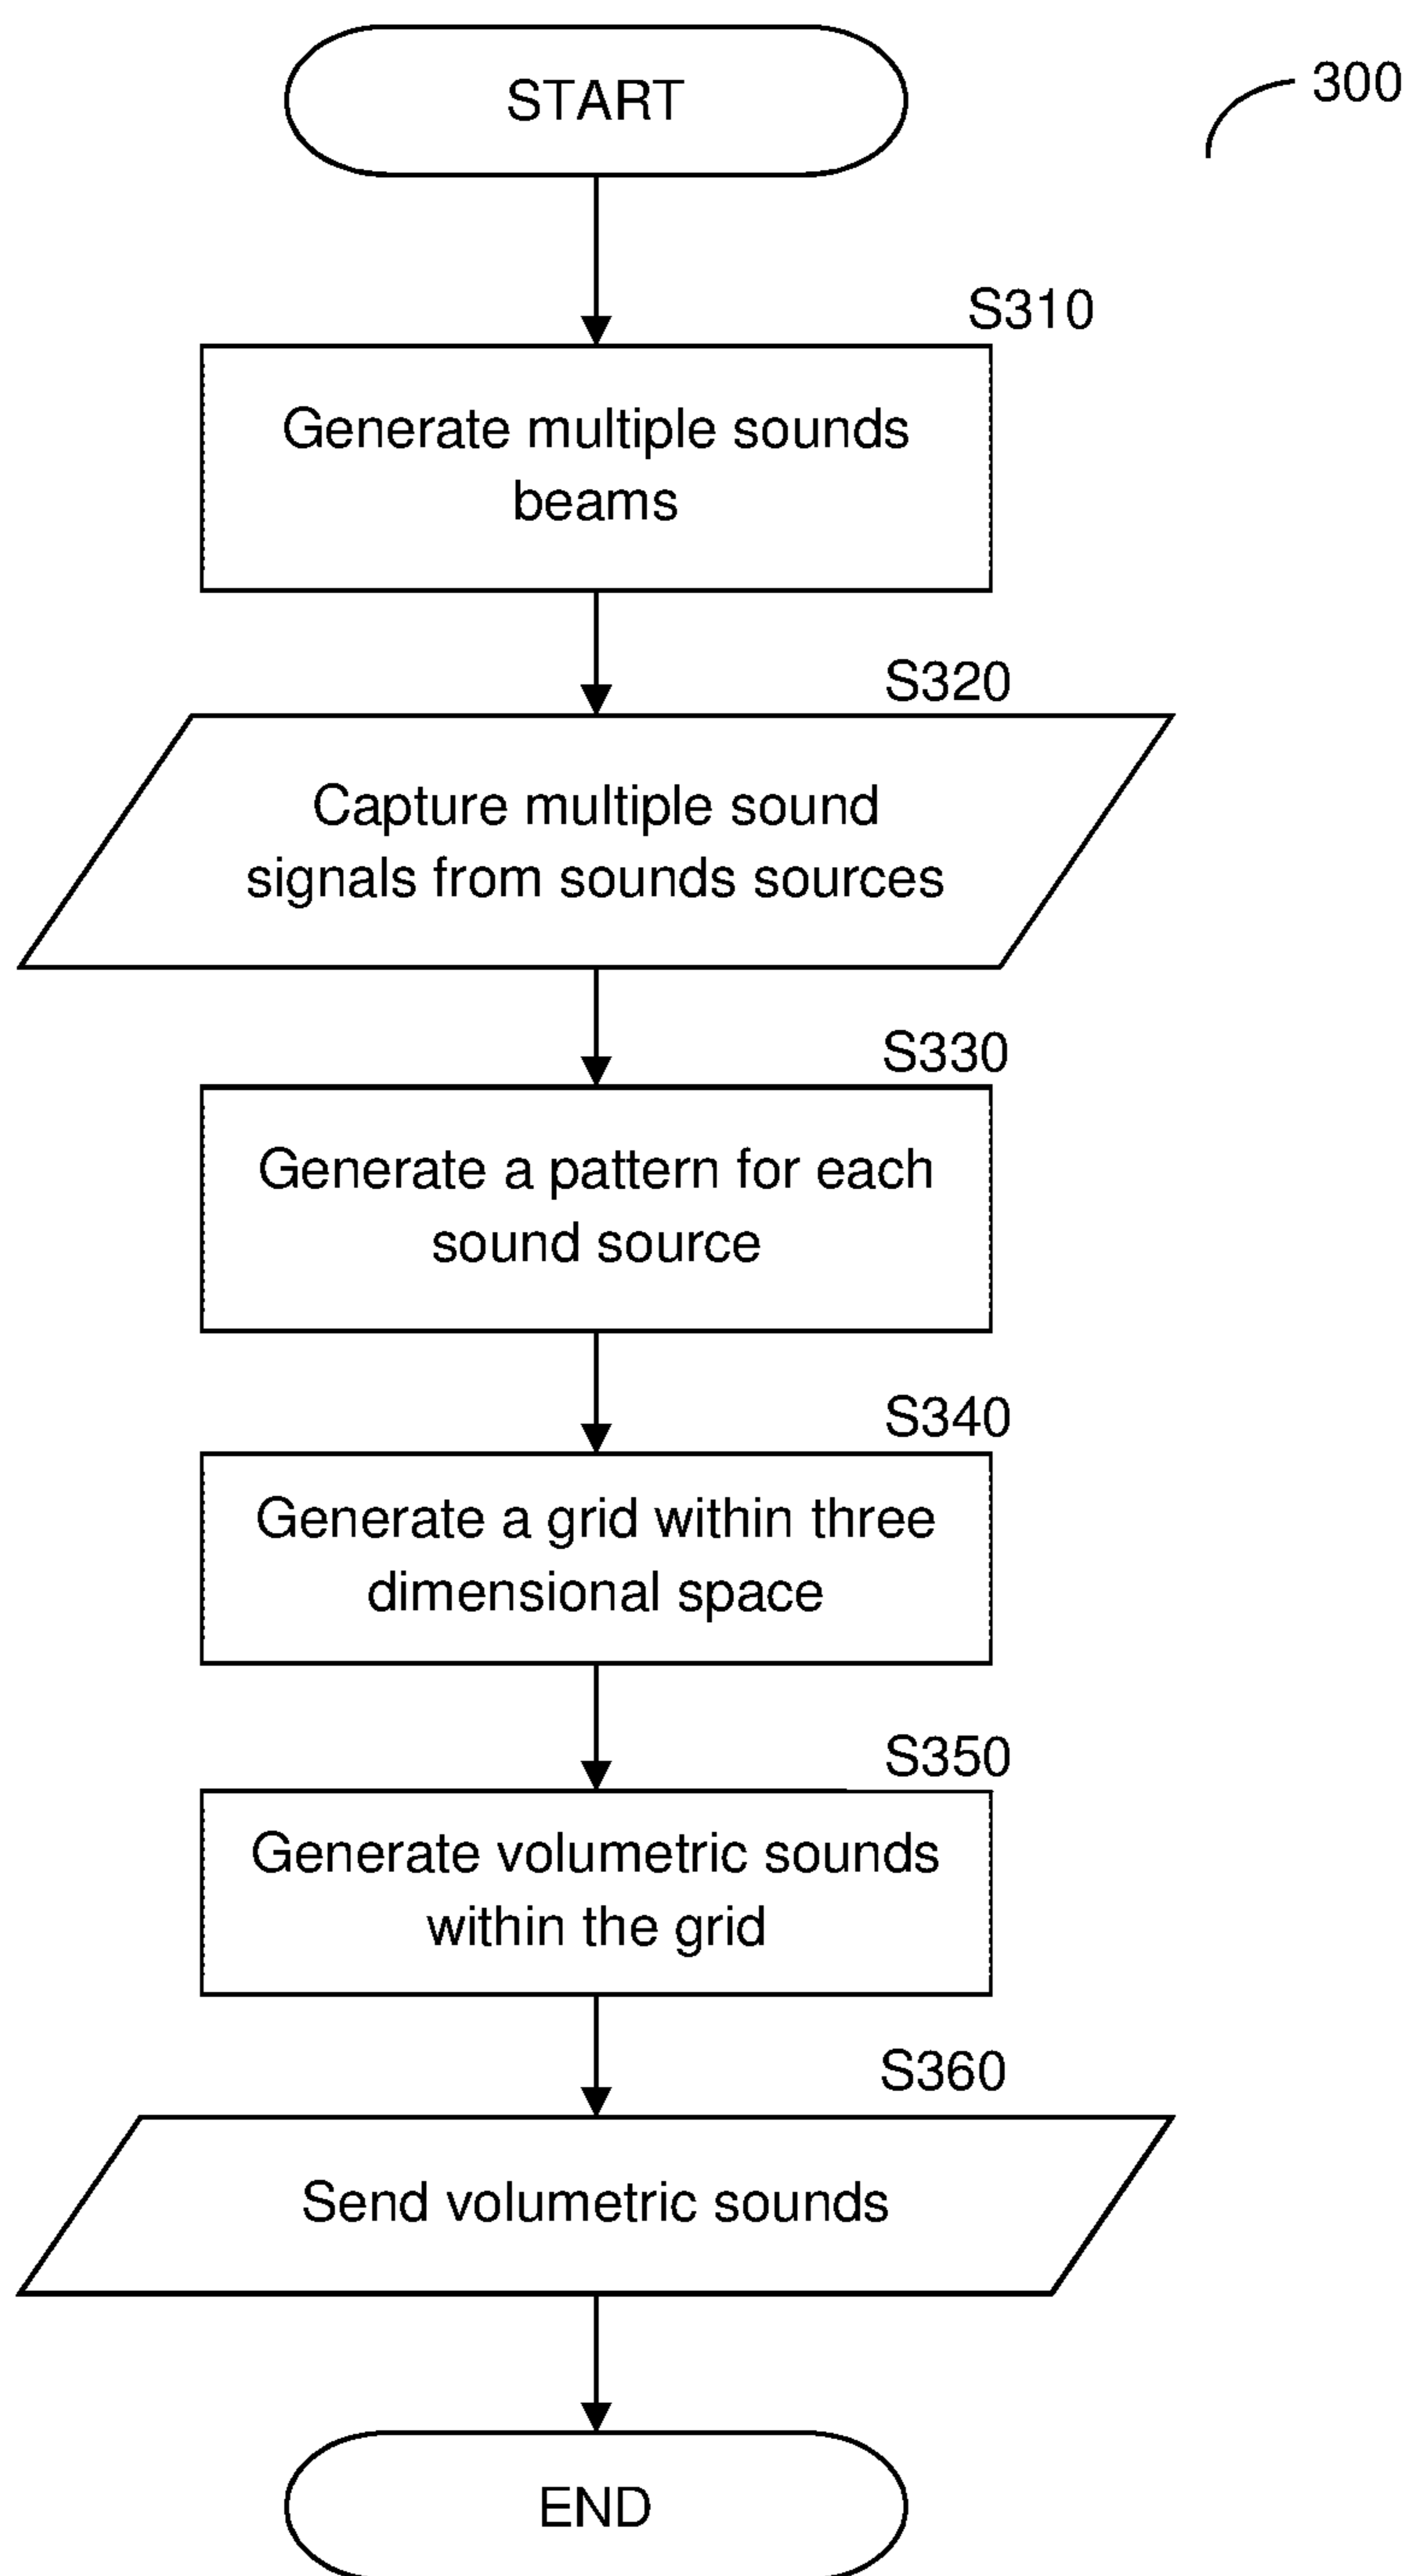 START
300
S310
Generate multiple sounds
beams
S320
Capture multiple sound
signals from sounds sources
S330
Generate a pattern for each
sound source
S340
Generate a grid within three
dimensional space
S350
Generate volumetric sounds
within the grid
S360
Send volumetric sounds
END